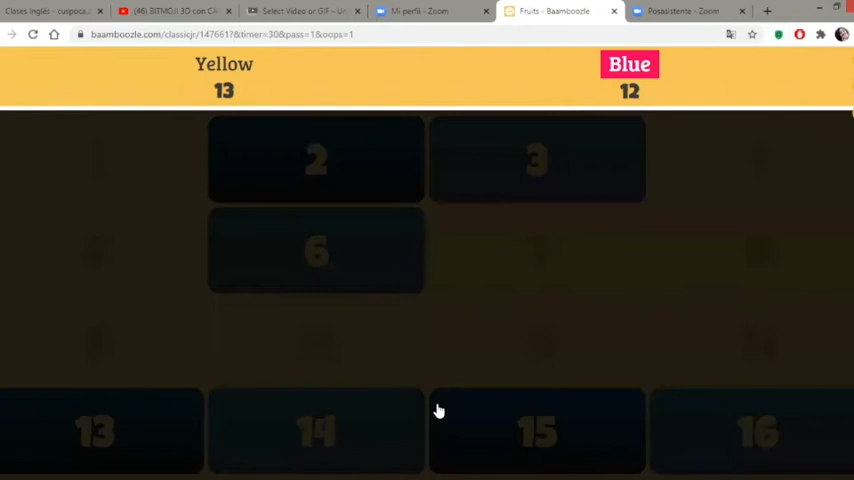 Clases Inglés - cuspoca (46) BITMOJI 3D con CA Select Video or GIF – Un Mi perfil - Zoom Fruits - Baamboozle Posasistente - Zoom
baamboozle.com/classicjr/147661?&timer=30&pass=1&oops=1
Yellow Blue
13 12
2 3
6
13 14 15 16